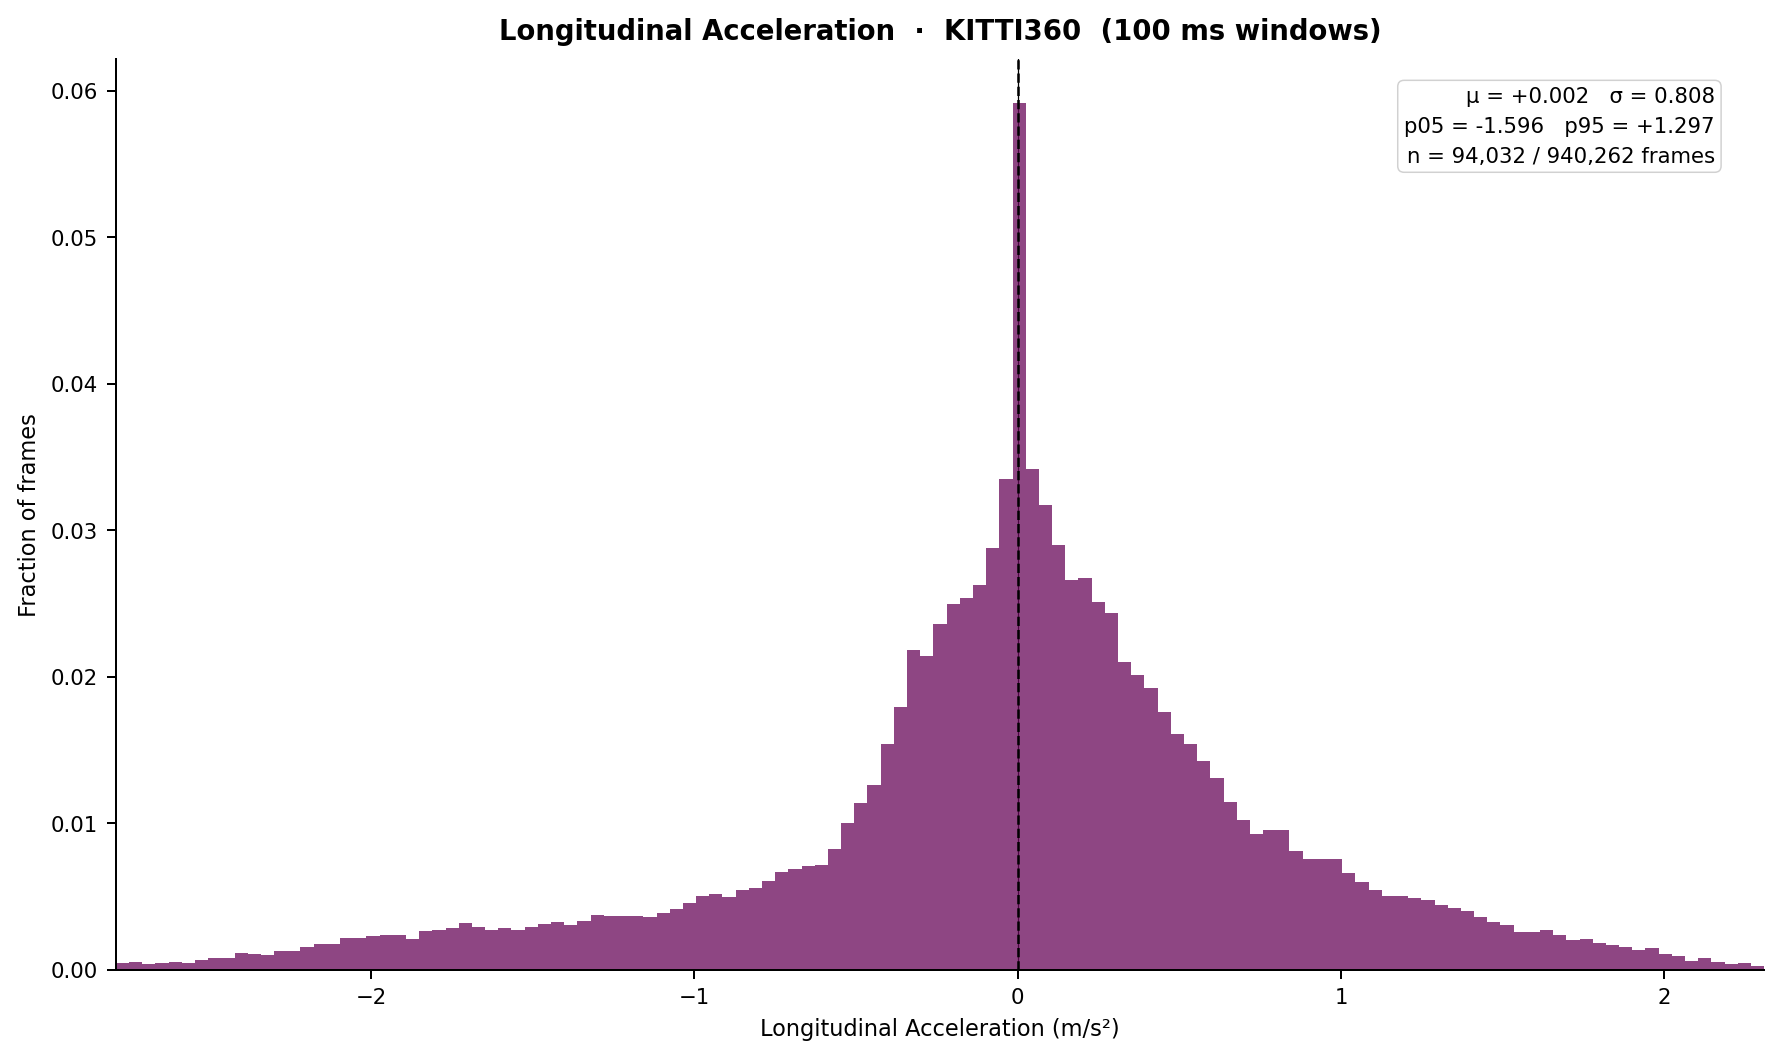 Longitudinal Acceleration · KITTI360 (100 ms windows)
μ = +0.002 σ = 0.808
p05 = -1.596 p95 = +1.297
n = 94,032 / 940,262 frames
0.06
0.05
0.04
0.03
0.02
0.01
0.00
Fraction of frames
−2
−1
0
1
2
Longitudinal Acceleration (m/s²)